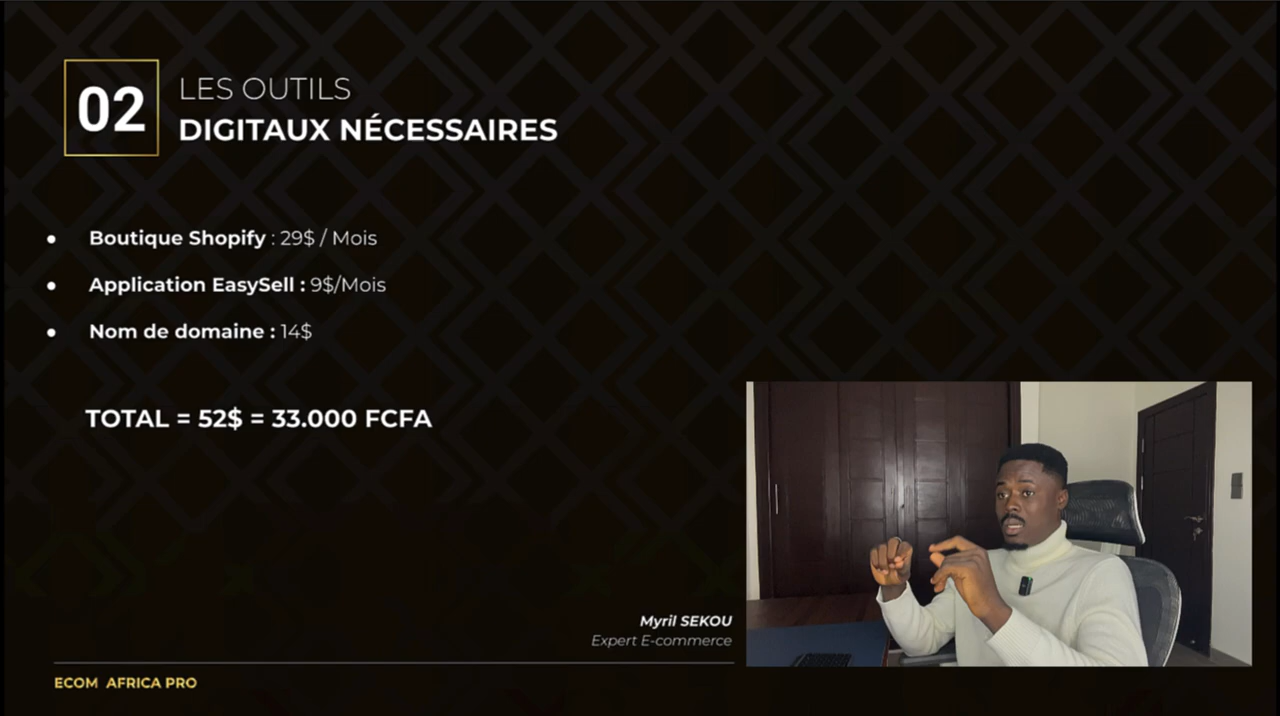 02
LES OUTILS
DIGITAUX NÉCESSAIRES
• Boutique Shopify : 29$ / Mois
• Application EasySell : 9$/Mois
• Nom de domaine : 14$
TOTAL = 52$ = 33.000 FCFA
Myril SEKOU
Expert E-commerce
ECOM AFRICA PRO